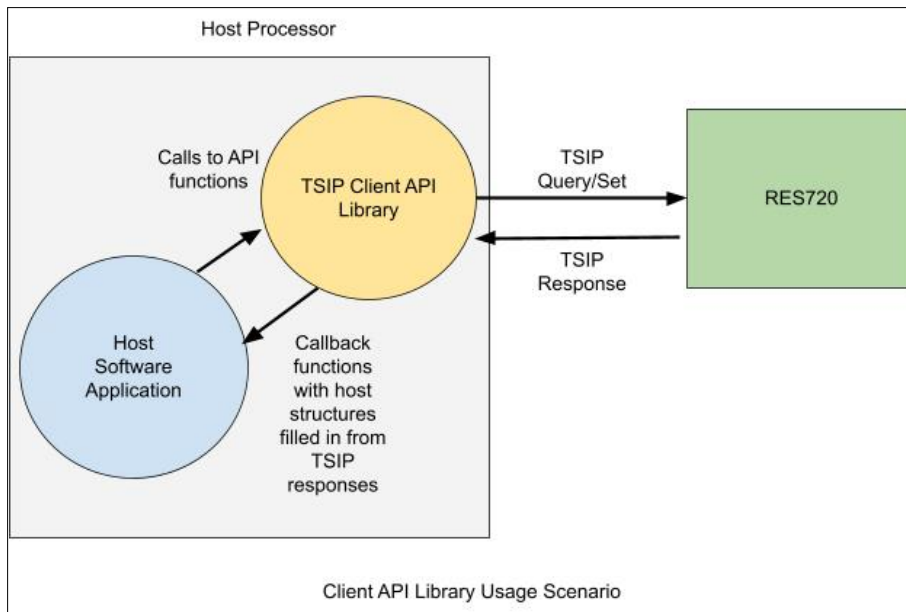 Host Processor
Calls to API
functions
TSIP Client API
Library
TSIP
Query/Set
RES720
TSIP
Response
Host
Software
Application
Callback
functions
with host
structures
filled in from
TSIP
responses
Client API Library Usage Scenario